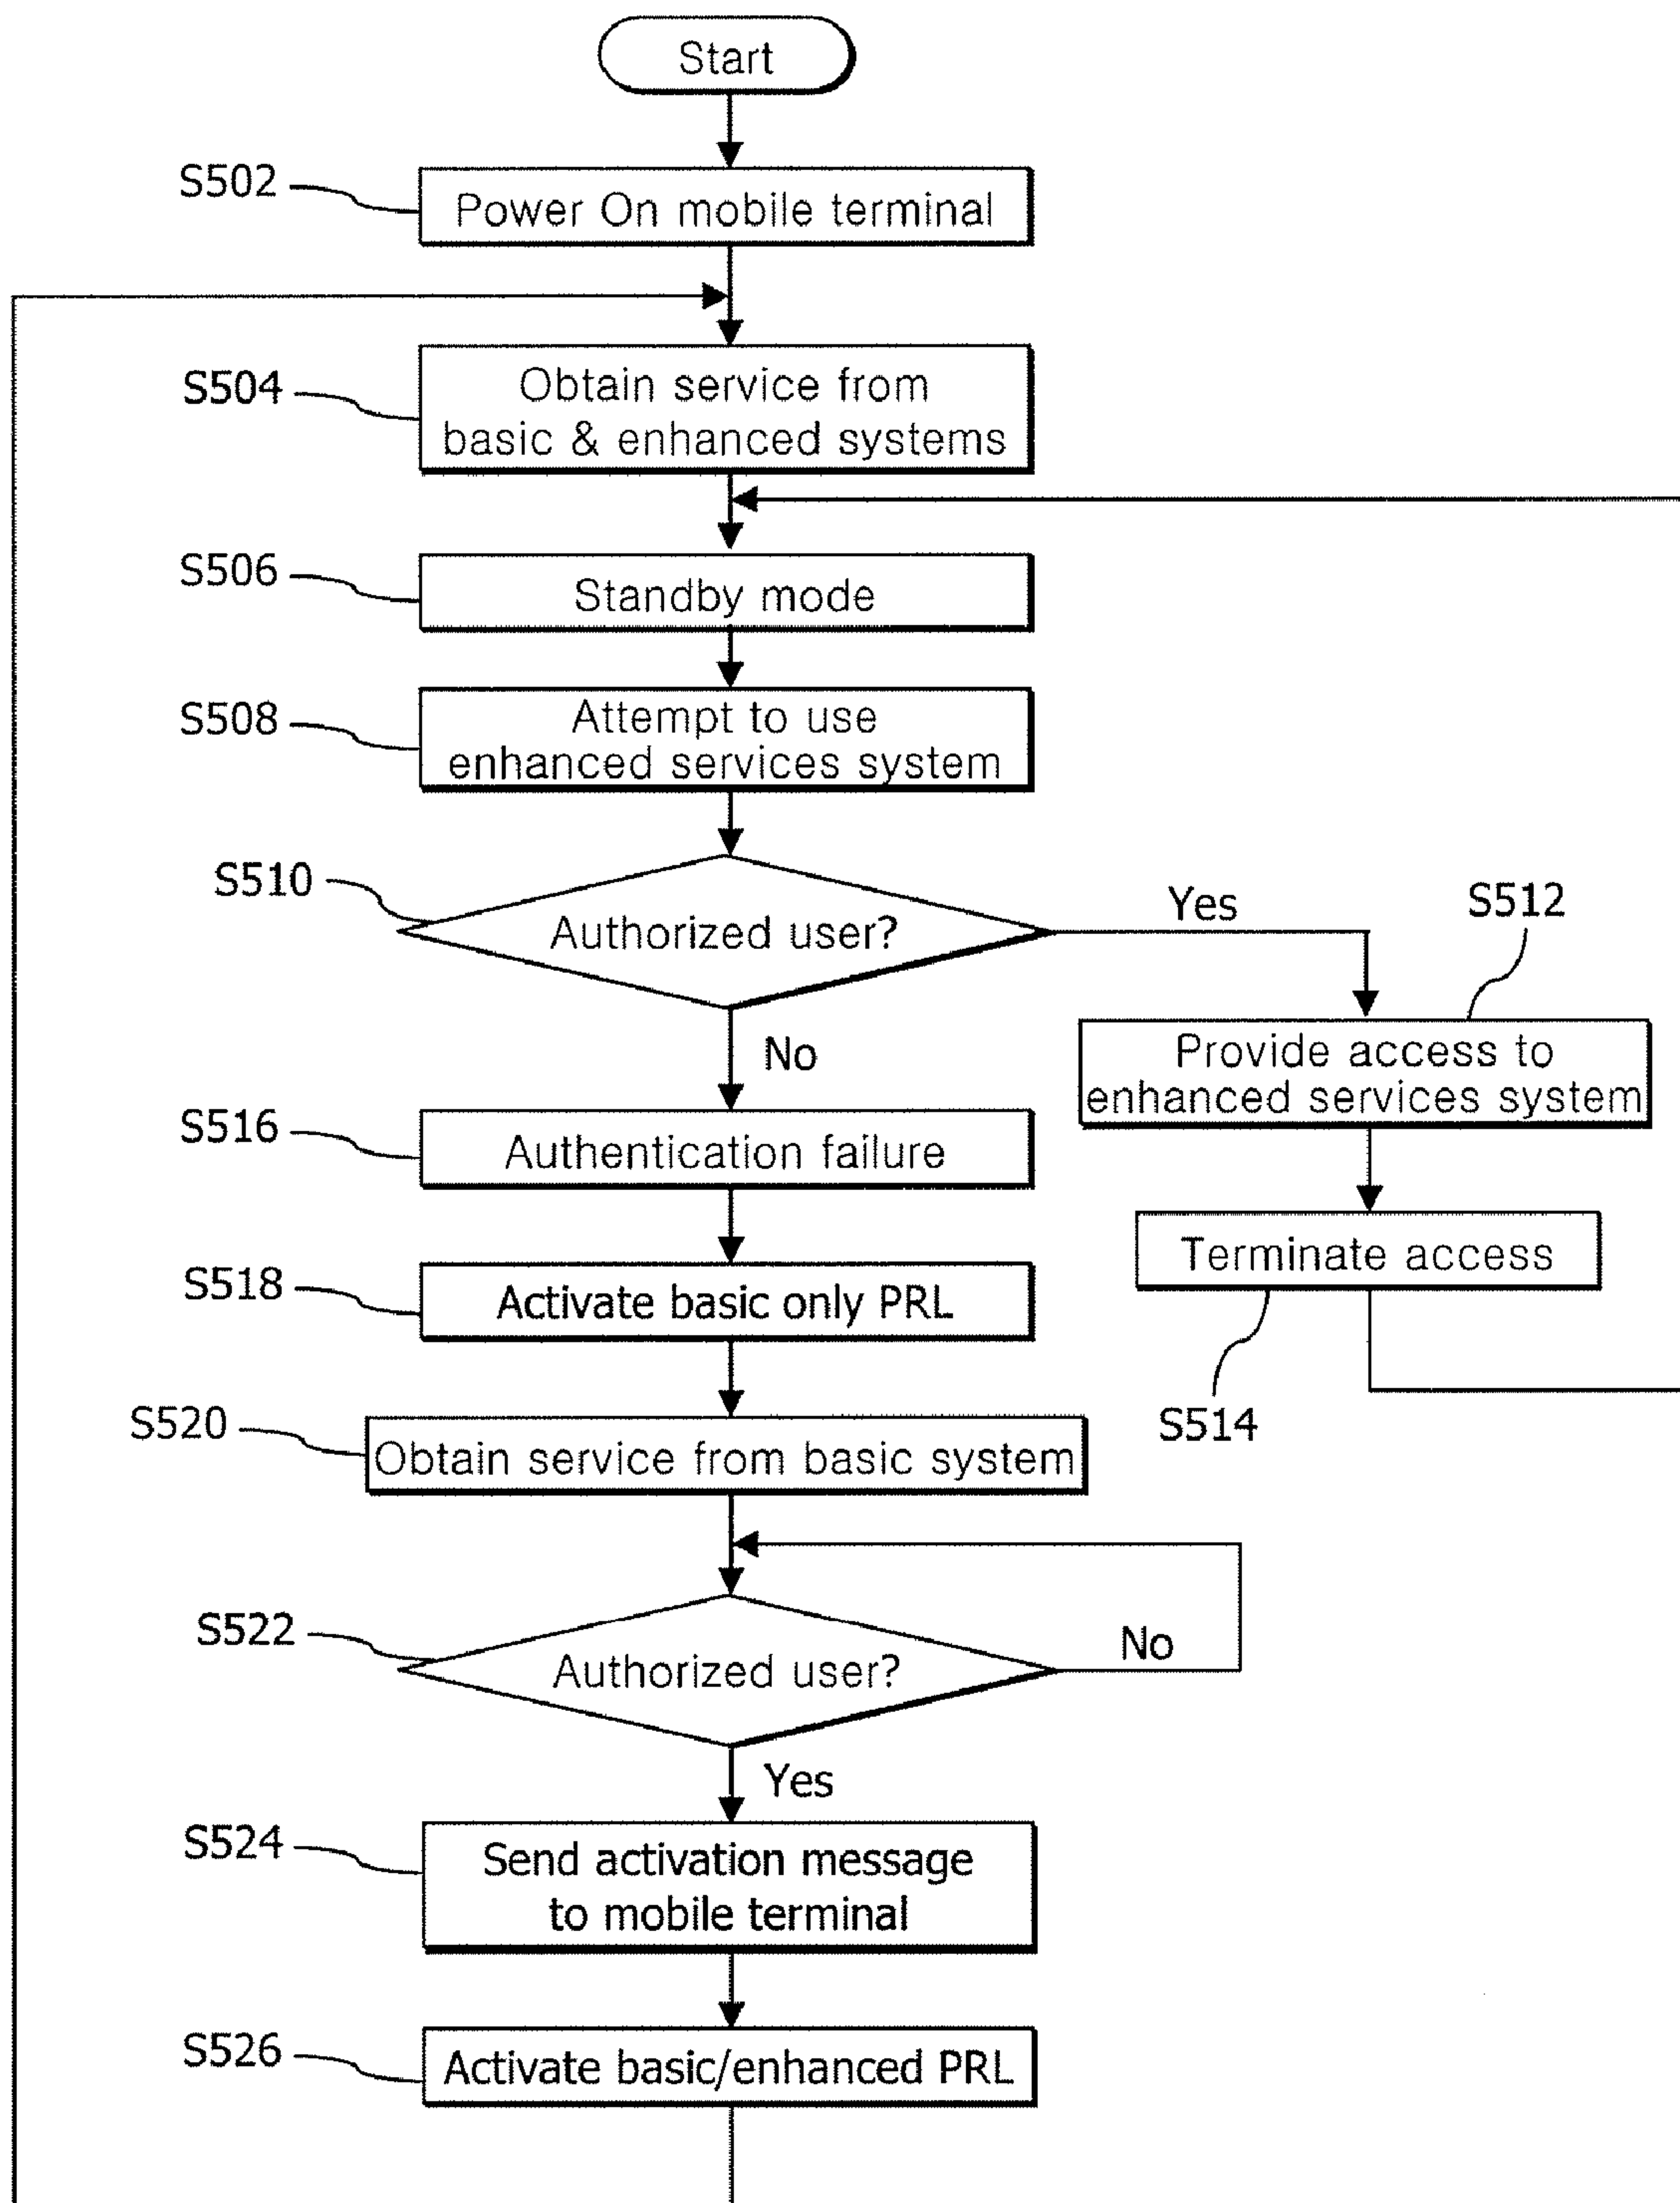 Start
S502
Power On mobile terminal
S504
Obtain service from
basic & enhanced systems
S506
Standby mode
S508
Attempt to use
enhanced services system
S510
Authorized user?
Yes
S512
No
Provide access to
enhanced services system
S516
Authentication failure
Terminate access
S518
Activate basic only PRL
S514
S520
Obtain service from basic system
S522
Authorized user?
No
Yes
S524
Send activation message
to mobile terminal
S526
Activate basic/enhanced PRL